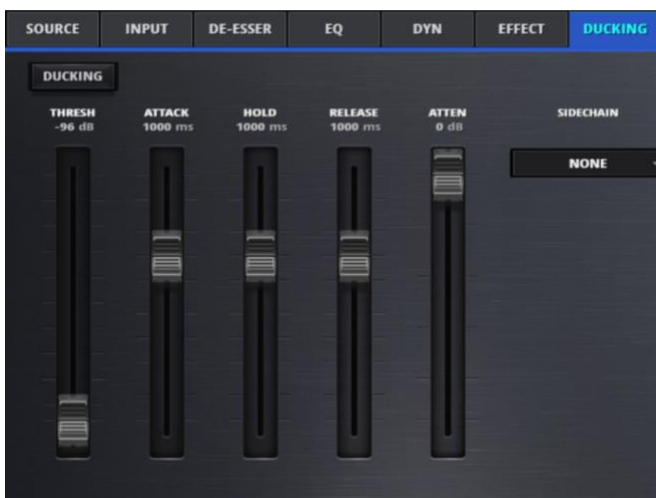 SOURCE INPUT DE-ESSER EQ DYN EFFECT DUCKING
DUCKING
THRESH ATTACK HOLD RELEASE ATTEN SIDECHAIN
-96 dB 1000 ms 1000 ms 1000 ms 0 dB
NONE